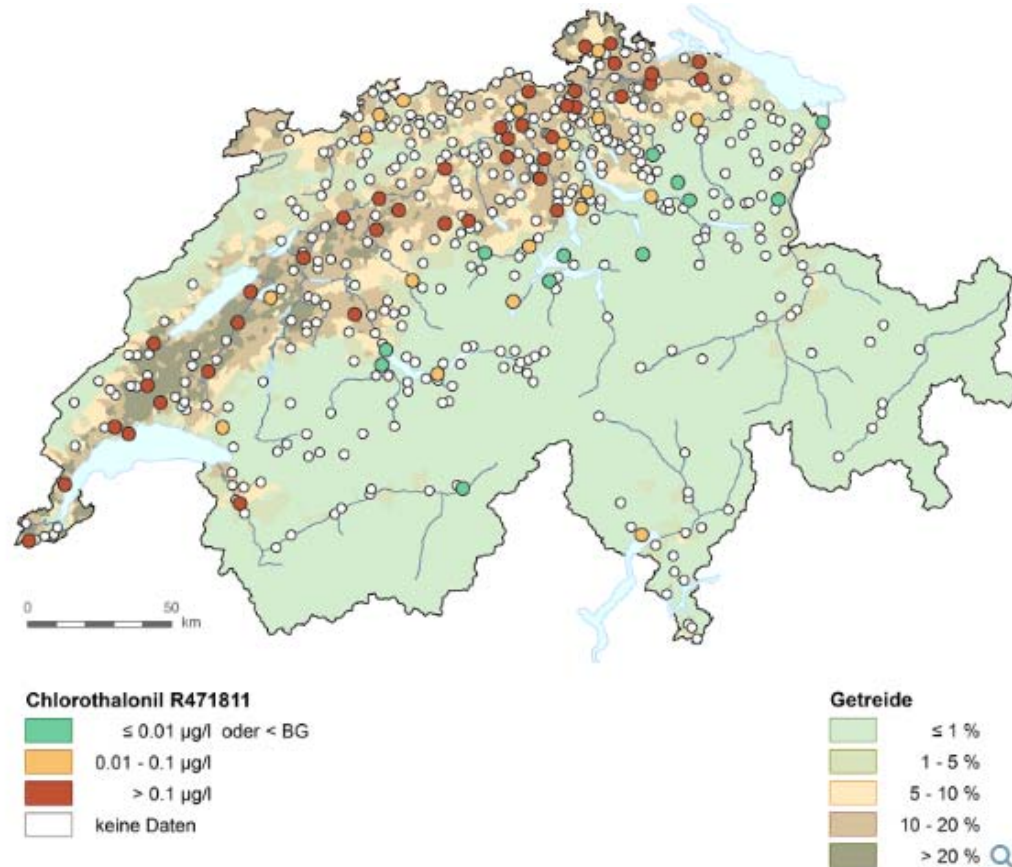 0 50
km
Chlorothalonil R471811
≤ 0.01 µg/l oder < BG
0.01 - 0.1 µg/l
> 0.1 µg/l
keine Daten
Getreide
≤ 1 %
1 - 5 %
5 - 10 %
10 - 20 %
> 20 %